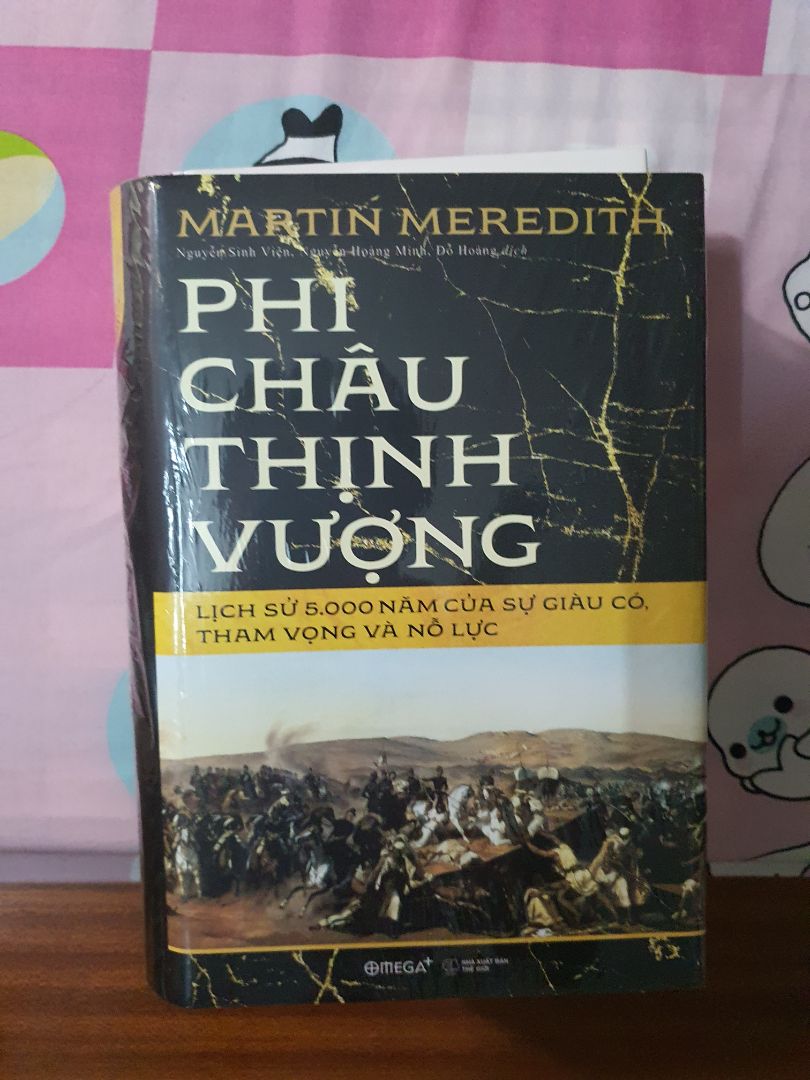 MARTIN MEREDITH
Nguyễn Sinh Viện, Nguyễn Hoàng Minh, Đỗ Hoàng dịch
PHI
CHÂU
THỊNH
VƯỢNG
LỊCH SỬ 5.000 NĂM CỦA SỰ GIÀU CÓ,
THAM VỌNG VÀ NỖ LỰC
OMEGA+
NHÀ XUẤT BẢN
THẾ GIỚI